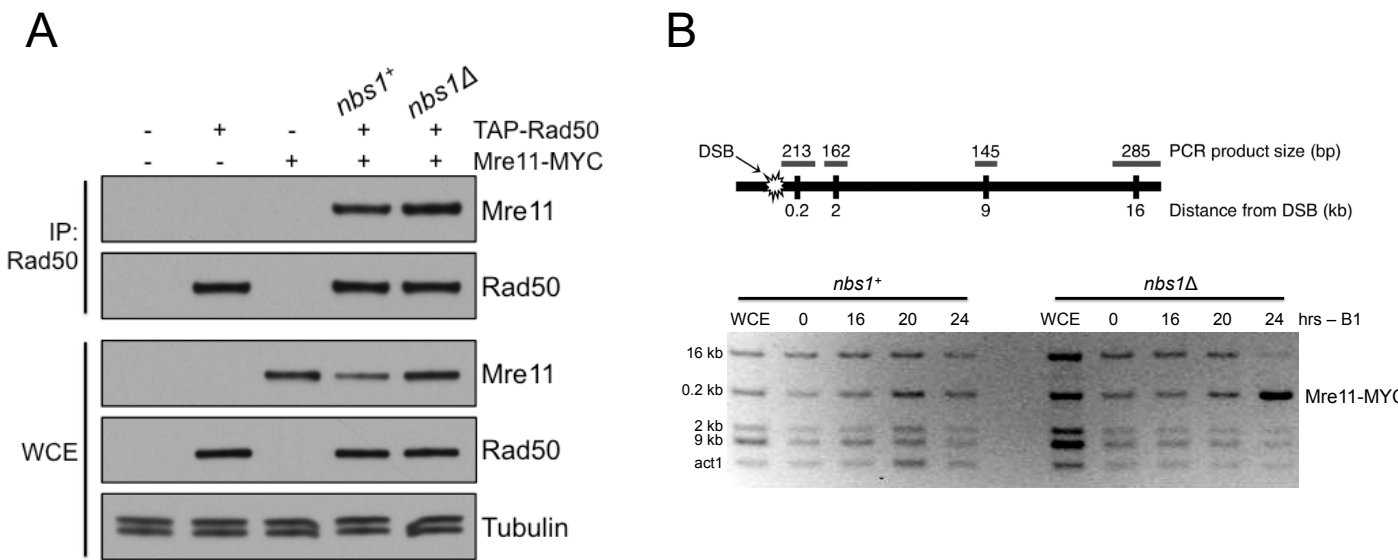 A
nbs1+ nbs1Δ
- + - + + TAP-Rad50
- - + + + Mre11-MYC
IP:
Rad50
Mre11
Rad50
WCE
Mre11
Rad50
Tubulin
B
DSB
213 162 145 285 PCR product size (bp)
0.2 2 9 16 Distance from DSB (kb)
nbs1+ nbs1Δ
WCE 0 16 20 24 WCE 0 16 20 24 hrs – B1
16 kb
0.2 kb
Mre11-MYC
2 kb
9 kb
act1